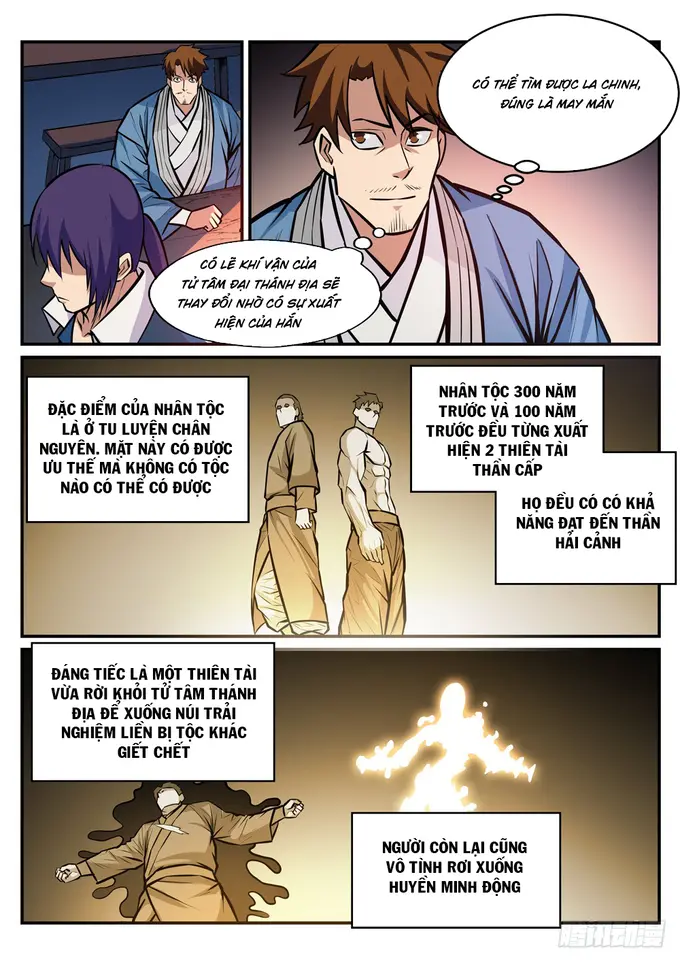 CÓ THỂ TÌM ĐƯỢC LA CHINH,
ĐÚNG LÀ MAY MẮN
CÓ LẼ KHÍ VẬN CỦA
TỬ TÂM ĐẠI THÁNH ĐỊA SẼ
THAY ĐỔI NHỜ CÓ SỰ XUẤT
HIỆN CỦA HẮN
ĐẶC ĐIỂM CỦA NHÂN TỘC
LÀ Ở TU LUYỆN CHÂN
NGUYÊN. MẶT NÀY CÓ ĐƯỢC
ƯU THẾ MÀ KHÔNG CÓ TỘC
NÀO CÓ THỂ CÓ ĐƯỢC
NHÂN TỘC 300 NĂM
TRƯỚC VÀ 100 NĂM
TRƯỚC ĐỀU TỪNG XUẤT
HIỆN 2 THIÊN TÀI
THẦN CẤP
HỌ ĐỀU CÓ CÓ KHẢ
NĂNG ĐẠT ĐẾN THẦN
HẢI CẢNH
ĐÁNG TIẾC LÀ MỘT THIÊN TÀI
VỪA RỜI KHỎI TỬ TÂM THÁNH
ĐỊA ĐỂ XUỐNG NÚI TRẢI
NGHIỆM LIỀN BỊ TỘC KHÁC
GIẾT CHẾT
NGƯỜI CÒN LẠI CŨNG
VÔ TÌNH RƠI XUỐNG
HUYỀN MINH ĐỘNG
腾讯动漫